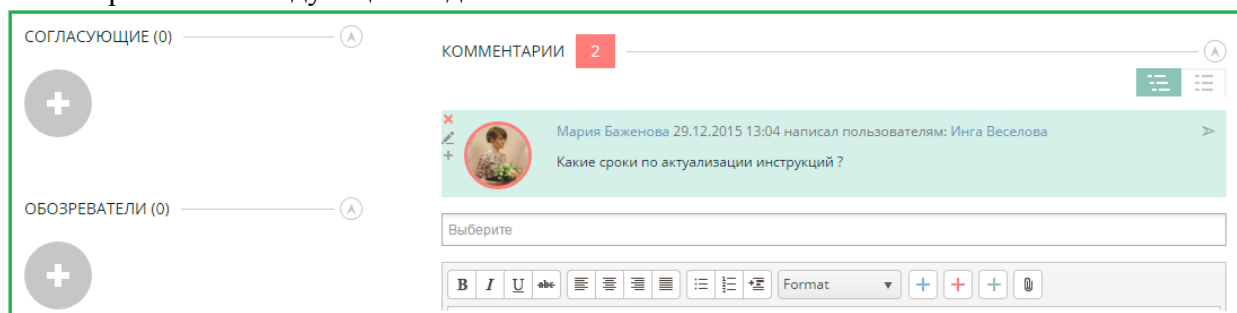 СОГЛАСУЮЩИЕ (0)
ОБОЗРЕВАТЕЛИ (0)
КОММЕНТАРИИ 2
Мария Баженова 29.12.2015 13:04 написал пользователям: Инга Веселова
Какие сроки по актуализации инструкций ?
Выберите
B I U abc Format